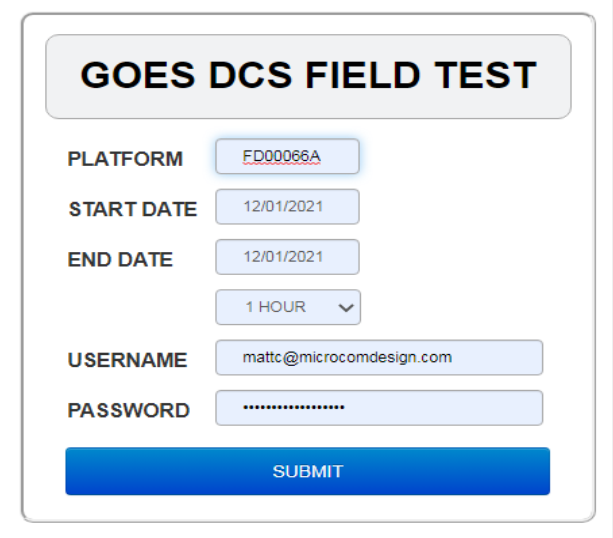 GOES DCS FIELD TEST
PLATFORM FD00066A
START DATE 12/01/2021
END DATE 12/01/2021
1 HOUR
USERNAME mattc@microcomdesign.com
PASSWORD ••••••••••••••••••
SUBMIT